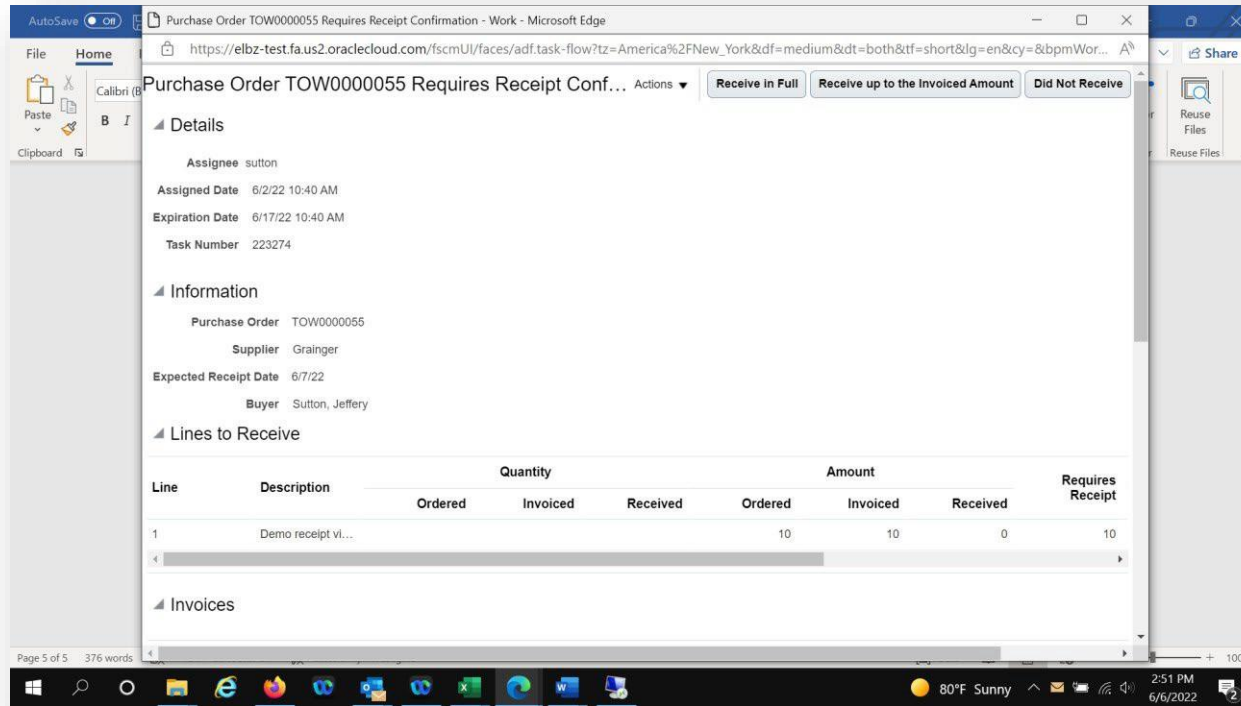 AutoSave Off
Purchase Order TOW0000055 Requires Receipt Confirmation - Work - Microsoft Edge
https://elbz-test.fa.us2.oraclecloud.com/fscmUI/faces/adf.task-flow?tz=America%2FNew_York&df=medium&dt=both&tf=short&lg=en&cy=&bpmWor...
File Home
Share
Purchase Order TOW0000055 Requires Receipt Conf... Actions Receive in Full Receive up to the Invoiced Amount Did Not Receive
Calibri (B
Paste
B I
Clipboard
Reuse
Files
Reuse Files
Details
Assignee sutton
Assigned Date 6/2/22 10:40 AM
Expiration Date 6/17/22 10:40 AM
Task Number 223274
Information
Purchase Order TOW0000055
Supplier Grainger
Expected Receipt Date 6/7/22
Buyer Sutton, Jeffery
Lines to Receive
Line Description Quantity Amount Requires Receipt
Ordered Invoiced Received Ordered Invoiced Received
1 Demo receipt vi... 10 10 0 10
Invoices
Page 5 of 5 376 words
100
80°F Sunny
2:51 PM
6/6/2022
2